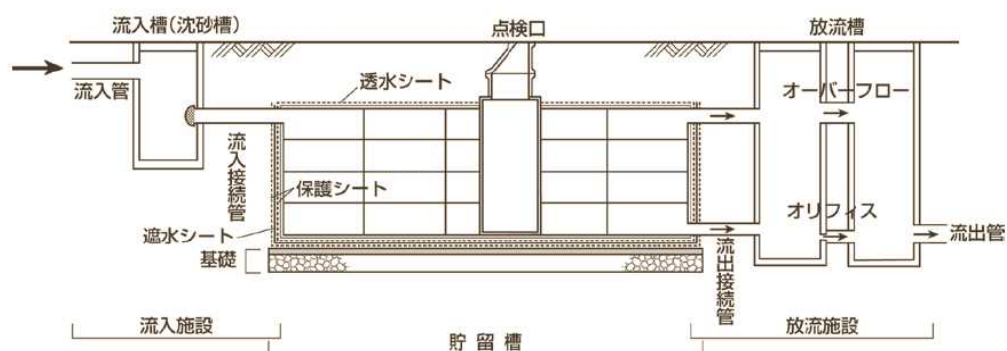 流入槽(沈砂槽)
点検口
放流槽
流入管
透水シート
オーバーフロー
流入接続管
保護シート
オリフィス
遮水シート
流出管
基礎
流出接続管
流入施設
貯留槽
放流施設